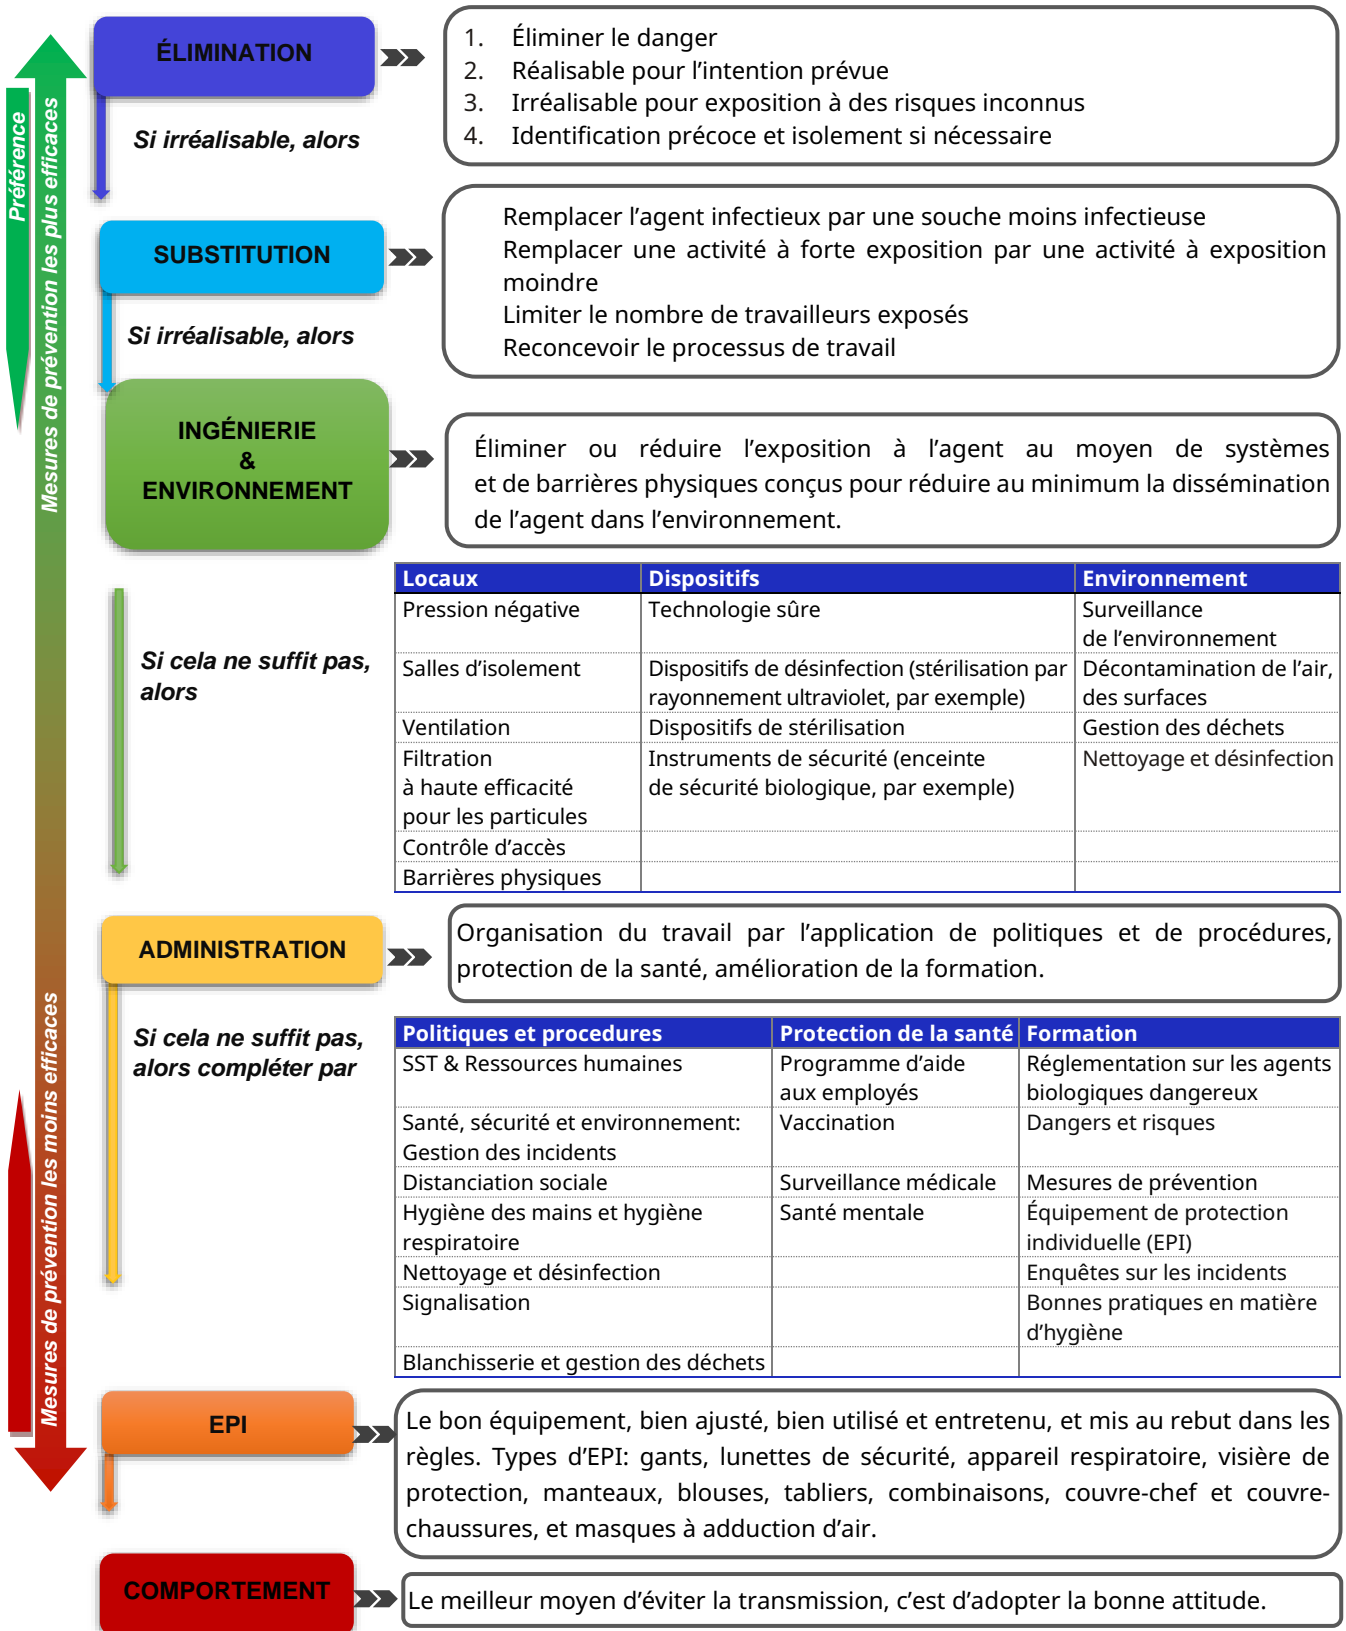 ÉLIMINATION
1. Éliminer le danger
2. Réalisable pour l’intention prévue
3. Irréalisable pour exposition à des risques inconnus
4. Identification précoce et isolement si nécessaire
Préférence
Mesures de prévention les plus efficaces
Si irréalisable, alors
SUBSTITUTION
Remplacer l’agent infectieux par une souche moins infectieuse
Remplacer une activité à forte exposition par une activité à exposition
moindre
Limiter le nombre de travailleurs exposés
Reconcevoir le processus de travail
Si irréalisable, alors
INGÉNIERIE
&
ENVIRONNEMENT
Éliminer ou réduire l’exposition à l’agent au moyen de systèmes
et de barrières physiques conçus pour réduire au minimum la dissémination
de l’agent dans l’environnement.
Si cela ne suffit pas,
alors
Locaux Dispositifs Environnement
Pression négative Technologie sûre Surveillance
de l’environnement
Salles d’isolement Dispositifs de désinfection (stérilisation par Décontamination de l’air,
rayonnement ultraviolet, par exemple) des surfaces
Ventilation Dispositifs de stérilisation Gestion des déchets
Filtration Instruments de sécurité (enceinte Nettoyage et désinfection
à haute efficacité de sécurité biologique, par exemple)
pour les particules
Contrôle d’accès
Barrières physiques
ADMINISTRATION
Organisation du travail par l’application de politiques et de procédures,
protection de la santé, amélioration de la formation.
Mesures de prévention les moins efficaces
Si cela ne suffit pas,
alors compléter par
Politiques et procedures Protection de la santé Formation
SST & Ressources humaines Programme d’aide Réglementation sur les agents
aux employés biologiques dangereux
Santé, sécurité et environnement: Vaccination Dangers et risques
Gestion des incidents
Distanciation sociale Surveillance médicale Mesures de prévention
Hygiène des mains et hygiène Santé mentale Équipement de protection
respiratoire individuelle (EPI)
Nettoyage et désinfection Enquêtes sur les incidents
Signalisation Bonnes pratiques en matière
d’hygiène
Blanchisserie et gestion des déchets
EPI
Le bon équipement, bien ajusté, bien utilisé et entretenu, et mis au rebut dans les
règles. Types d’EPI: gants, lunettes de sécurité, appareil respiratoire, visière de
protection, manteaux, blouses, tabliers, combinaisons, couvre-chef et couvre-
chaussures, et masques à adduction d’air.
COMPORTEMENT
Le meilleur moyen d’éviter la transmission, c’est d’adopter la bonne attitude.